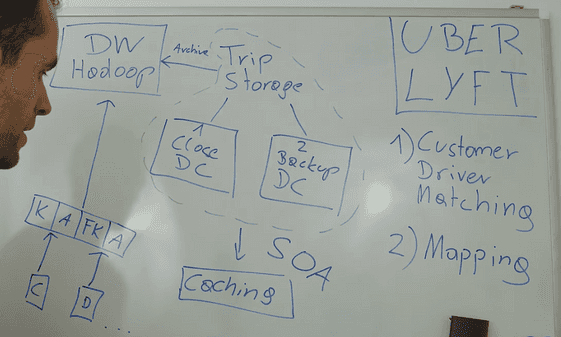 DW
Hadoop
Archive
Trip
Storage
1
Close
DC
2
Backup
DC
UBER
LYFT
1) Customer
Driver
Matching
2) Mapping
K A FK A
C
D
...
SOA
Caching